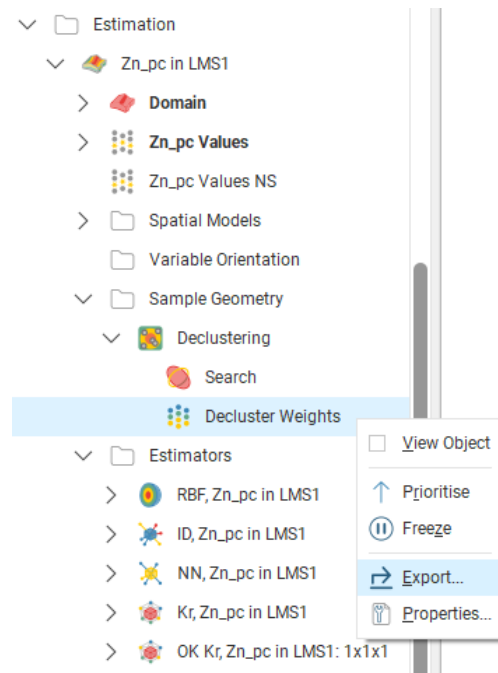 Estimation
Zn_pc in LMS1
Domain
Zn_pc Values
Zn_pc Values NS
Spatial Models
Variable Orientation
Sample Geometry
Declustering
Search
Decluster Weights
View Object
Estimators
Prioritise
RBF, Zn_pc in LMS1
Freeze
ID, Zn_pc in LMS1
NN, Zn_pc in LMS1
Export...
Kr, Zn_pc in LMS1
Properties...
OK Kr, Zn_pc in LMS1: 1x1x1